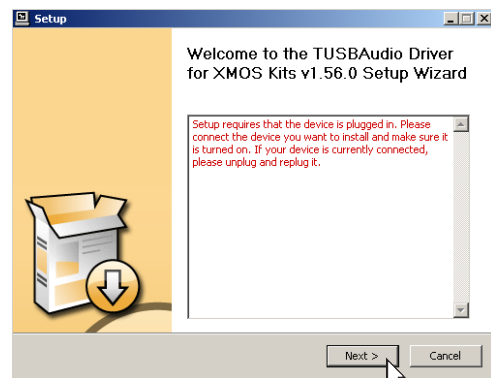 Setup
Welcome to the TUSBAudio Driver
for XMOS Kits v1.56.0 Setup Wizard
Setup requires that the device is plugged in. Please
connect the device you want to install and make sure it
is turned on. If your device is currently connected,
please unplug and replug it.
Next >
Cancel